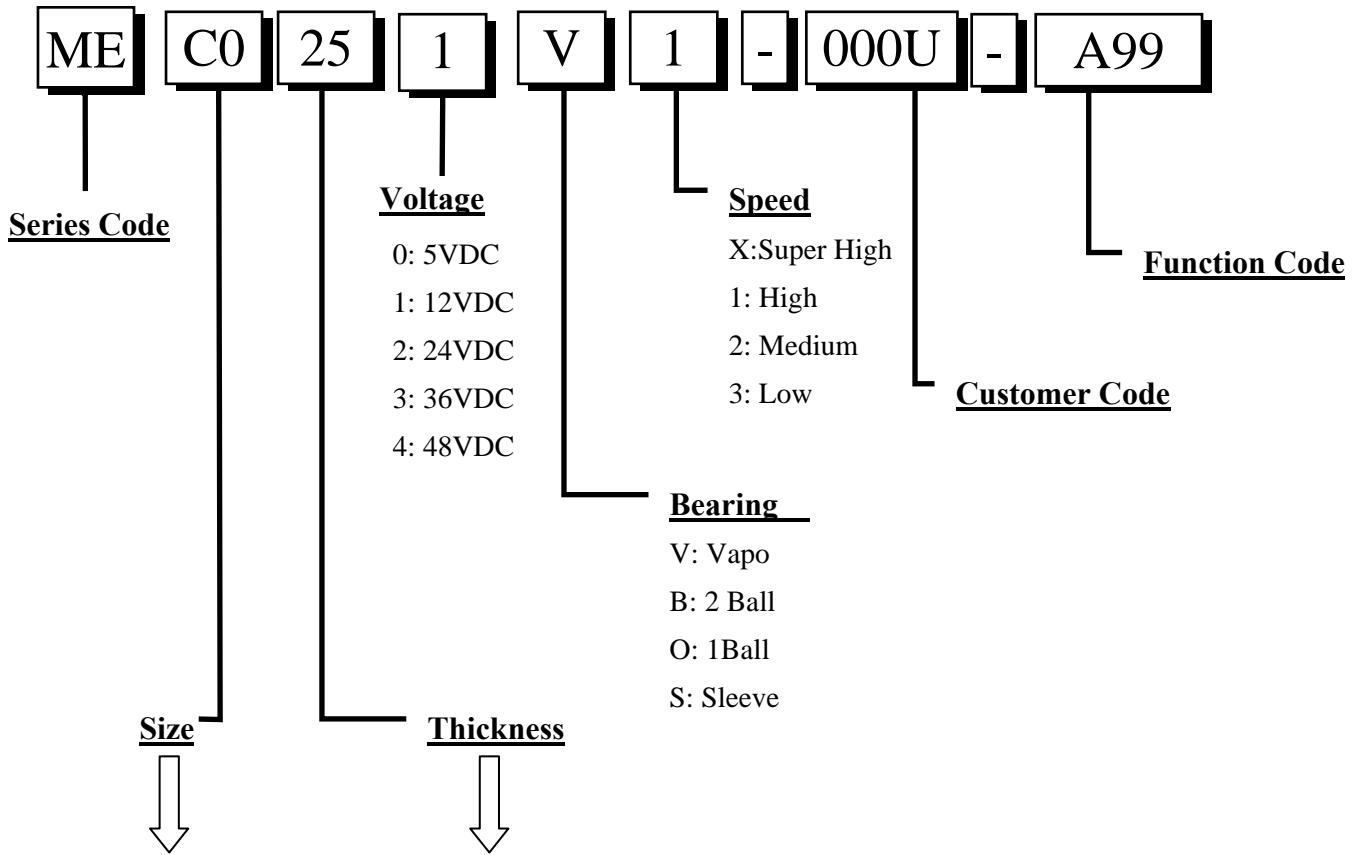 ME C0 25 1 V 1 - 000U - A99
Series Code
Voltage
0: 5VDC
1: 12VDC
2: 24VDC
3: 36VDC
4: 48VDC
Speed
X:Super High
1: High
2: Medium
3: Low
Function Code
Customer Code
Bearing
V: Vapo
B: 2 Ball
O: 1Ball
S: Sleeve
Size
Thickness